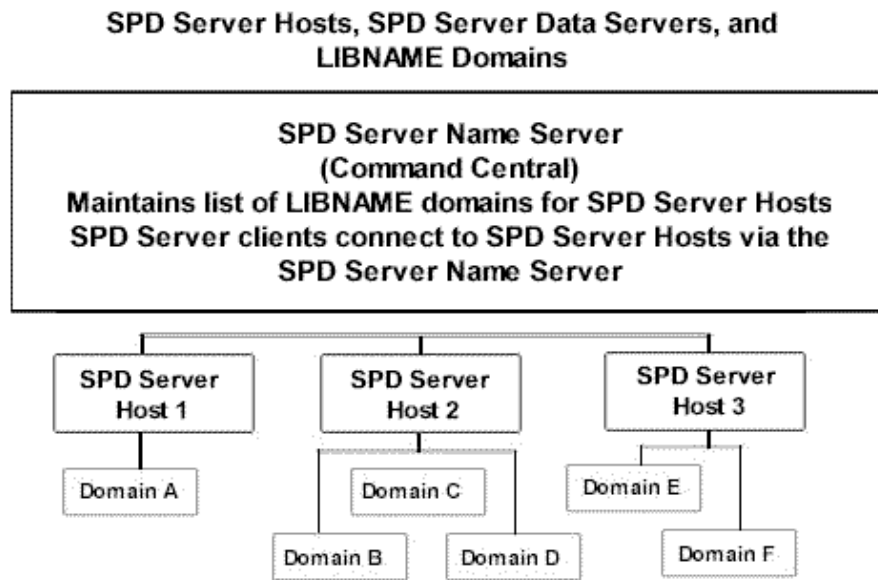 SPD Server Hosts, SPD Server Data Servers, and
LIBNAME Domains
SPD Server Name Server
(Command Central)
Maintains list of LIBNAME domains for SPD Server Hosts
SPD Server clients connect to SPD Server Hosts via the
SPD Server Name Server
SPD Server
Host 1
SPD Server
Host 2
SPD Server
Host 3
Domain A
Domain C
Domain E
Domain B
Domain D
Domain F